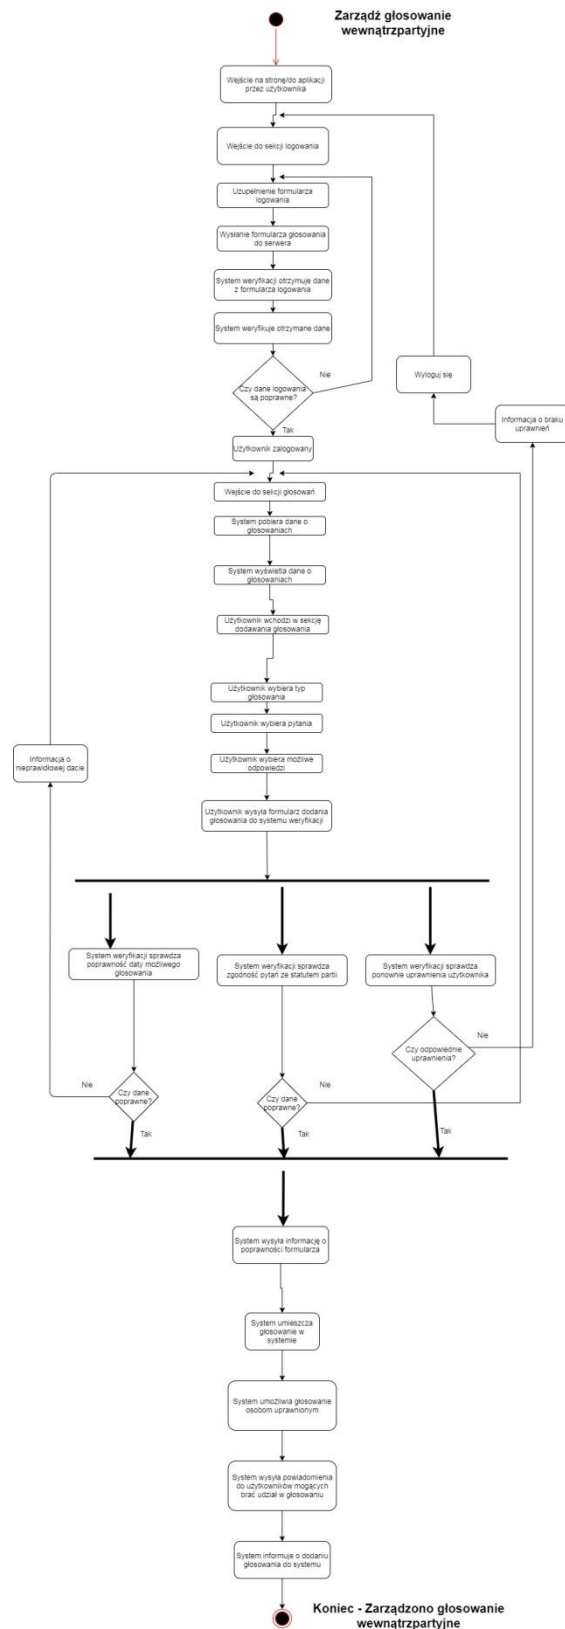 Zarządź głosowanie
wewnątrzpartyjne
Wejście na stronę/do aplikacji
przez użytkownika
Wejście do sekcji logowania
Uzupełnienie formularza
logowania
Wysłanie formularza głosowania
do serwera
System weryfikacji otrzymuje dane
z formularza logowania
System weryfikuje otrzymane dane
Nie
Czy dane logowania
są poprawne?
Wyloguj się
Informacja o braku
uprawnień
Tak
Użytkownik zalogowany
Wejście do sekcji głosowań
System pobiera dane o
głosowaniach
System wyświetla dane o
głosowaniach
Użytkownik wchodzi w sekcję
dodawania głosowania
Użytkownik wybiera typ
głosowania
Użytkownik wybiera pytania
Informacja o
nieprawidłowej dacie
Użytkownik wybiera możliwe
odpowiedzi
Użytkownik wysyła formularz dodania
głosowania do systemu weryfikacji
System weryfikacji sprawdza
poprawność daty możliwego
głosowania
System weryfikacji sprawdza
zgodność pytań ze statutem partii
System weryfikacji sprawdza
ponownie uprawnienia użytkownika
Nie
Czy odpowiednie
uprawnienia?
Nie
Czy dane
poprawne?
Nie
Czy dane
poprawne?
Tak
Tak
Tak
System wysyła informację o
poprawności formularza
System umieszcza
głosowanie w
systemie
System umożliwia głosowanie
osobom uprawnionym
System wysyła powiadomienia
do użytkowników mogących
brać udział w głosowaniu
System informuje o dodaniu
głosowania do systemu
Koniec - Zarządzono głosowanie
wewnątrzpartyjne